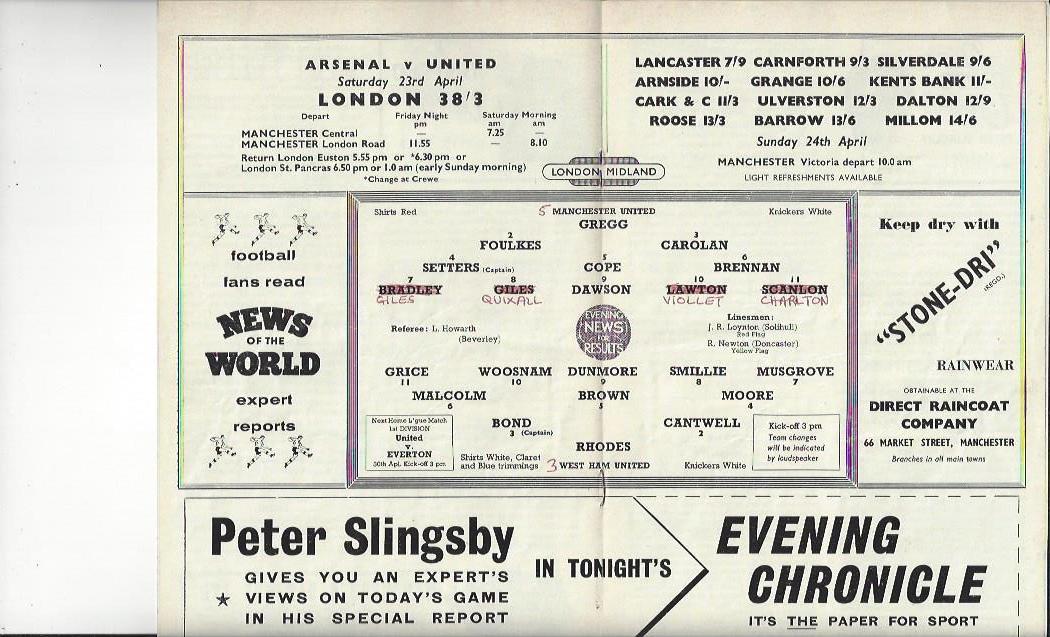 ARSENAL v UNITED
Saturday 23rd April
LONDON 38/3
Depart Friday Night Saturday Morning
pm am am
MANCHESTER Central — 7.25 —
MANCHESTER London Road 11.55 — 8.10
Return London Euston 5.55 pm or *6.30 pm or
London St. Pancras 6.50 pm or 1.0 am (early Sunday morning)
*Change at Crewe
LONDON MIDLAND
LANCASTER 7/9 CARNFORTH 9/3 SILVERDALE 9/6
ARNSIDE 10/- GRANGE 10/6 KENTS BANK 11/-
CARK & C 11/3 ULVERSTON 12/3 DALTON 12/9
ROOSE 13/3 BARROW 13/6 MILLOM 14/6
Sunday 24th April
MANCHESTER Victoria depart 10.0 am
LIGHT REFRESHMENTS AVAILABLE
football
fans read
NEWS
OF THE
WORLD
expert
reports
Shirts Red 5 MANCHESTER UNITED Knickers White
GREGG
2 3
FOULKES CAROLAN
4 5 6
SETTERS (Captain) COPE BRENNAN
7 8 9 10 11
BRADLEY GILES DAWSON LAWTON SCANLON
GILES QUIXALL VIOLLET CHARLTON
Referee: L. Howarth
(Beverley)
EVENING
NEWS
FOR
RESULTS
Linesmen:
J. R. Loynton (Solihull)
Red Flag
R. Newton (Doncaster)
Yellow Flag
GRICE WOOSNAM DUNMORE SMILLIE MUSGROVE
11 10 9 8 7
MALCOLM BROWN MOORE
6 5 4
BOND CANTWELL
3 (Captain) 2
RHODES
Next Home L'gue Match
1st DIVISION
United
v.
EVERTON
30th Apl. Kick-off 3 pm
Shirts White, Claret
and Blue trimmings
3 WEST HAM UNITED Knickers White
Kick-off 3 pm
Team changes
will be indicated
by loudspeaker
Keep dry with
"STONE-DRI"
(REGD.)
RAINWEAR
OBTAINABLE AT THE
DIRECT RAINCOAT
COMPANY
66 MARKET STREET, MANCHESTER
Branches in all main towns
Peter Slingsby
GIVES YOU AN EXPERT'S
★ VIEWS ON TODAY'S GAME
IN HIS SPECIAL REPORT
IN TONIGHT'S
EVENING
CHRONICLE
IT'S THE PAPER FOR SPORT